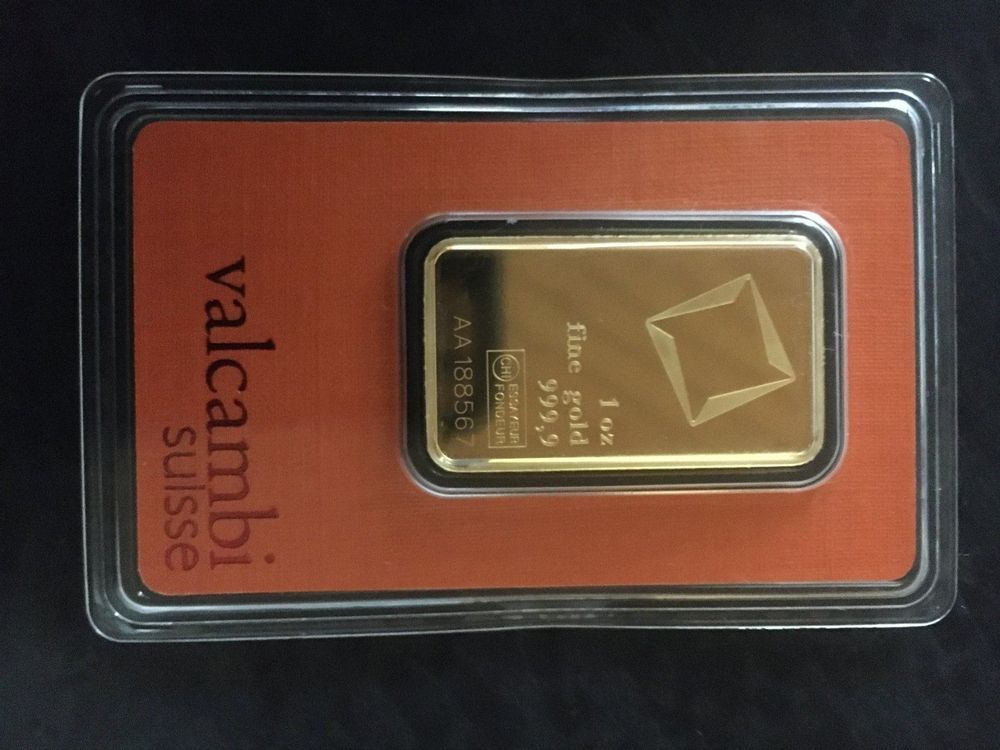 1 oz
fine gold
999,9
CHI ESSAYEUR
FONDEUR
AA 188567
valcambi
suisse